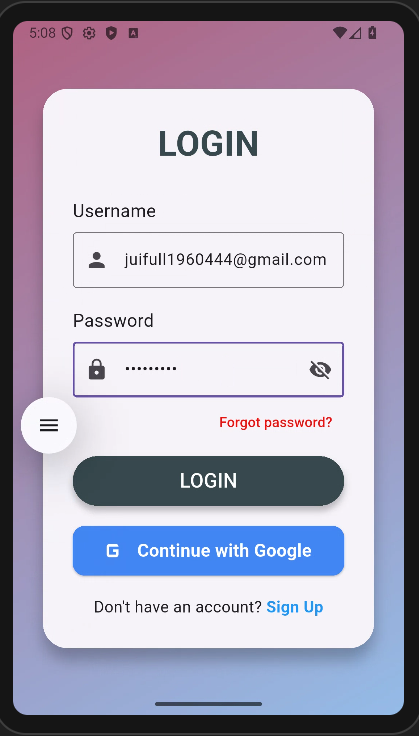 5:08
LOGIN
Username
juifull1960444@gmail.com
Password
•••••••••
Forgot password?
LOGIN
G Continue with Google
Don't have an account? Sign Up